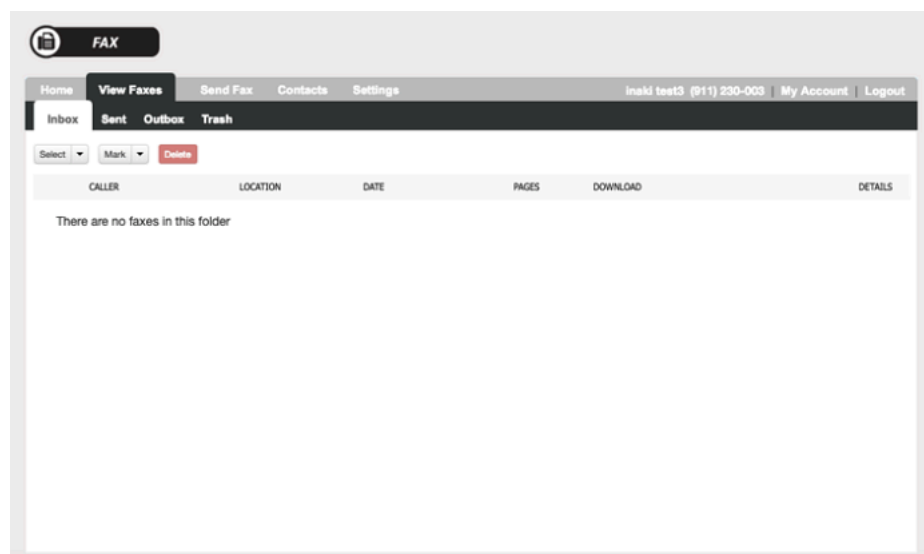 FAX
Home View Faxes Send Fax Contacts Settings inaki test3 (911) 230-003 | My Account | Logout
Inbox Sent Outbox Trash
Select Mark Delete
CALLER LOCATION DATE PAGES DOWNLOAD DETAILS
There are no faxes in this folder